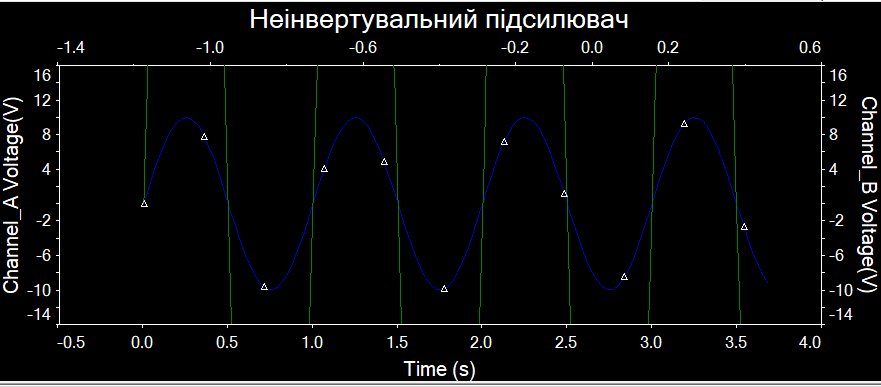 Неінвертувальний підсилювач
-1.4 -1.0 -0.6 -0.2 0.0 0.2 0.6
16 16
12 12
8 8
4 4
-2 -2
-6 -6
-10 -10
-14 -14
Channel_A Voltage(V)
Channel_B Voltage(V)
-0.5 0.0 0.5 1.0 1.5 2.0 2.5 3.0 3.5 4.0
Time (s)